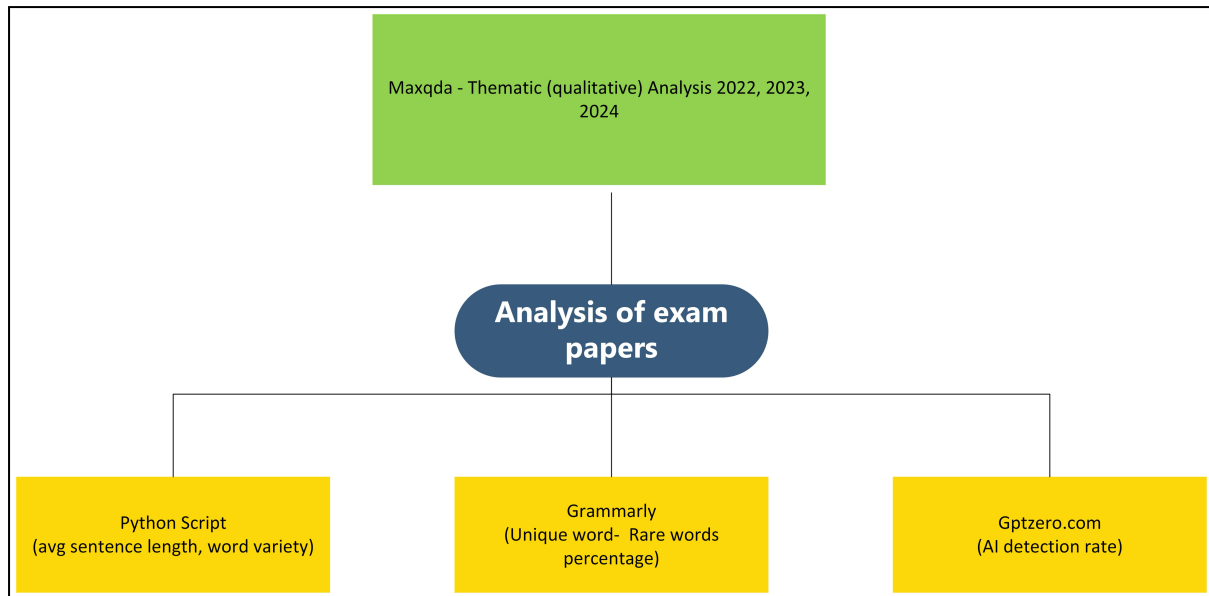 Maxqda - Thematic (qualitative) Analysis 2022, 2023,
2024
Analysis of exam
papers
Python Script
(avg sentence length, word variety)
Grammarly
(Unique word-  Rare words
percentage)
Gptzero.com
(AI detection rate)